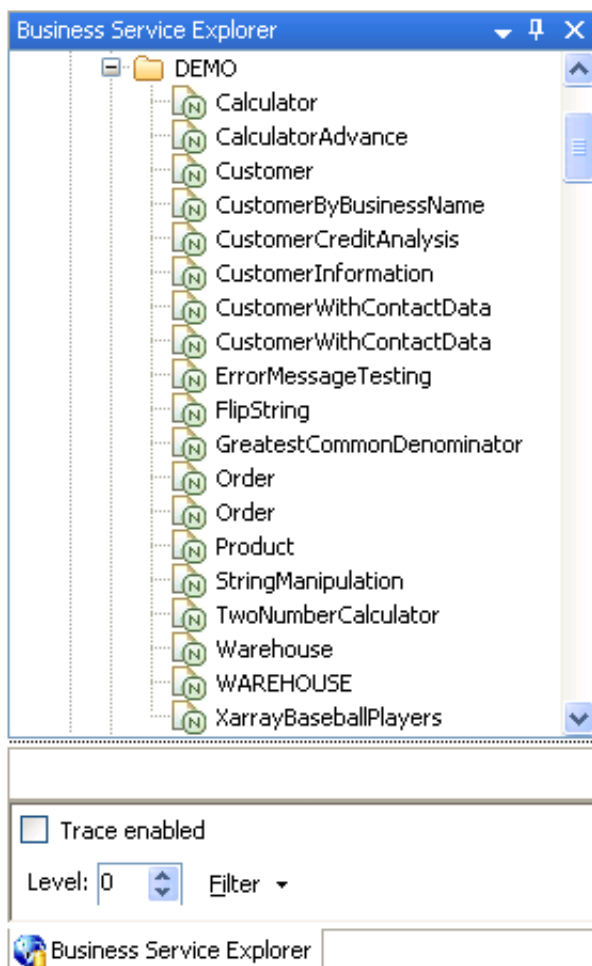 Business Service Explorer
DEMO
Calculator
CalculatorAdvance
Customer
CustomerByBusinessName
CustomerCreditAnalysis
CustomerInformation
CustomerWithContactData
CustomerWithContactData
ErrorMessageTesting
FlipString
GreatestCommonDenominator
Order
Order
Product
StringManipulation
TwoNumberCalculator
Warehouse
WAREHOUSE
XarrayBaseballPlayers
Trace enabled
Level: 0 Filter
Business Service Explorer